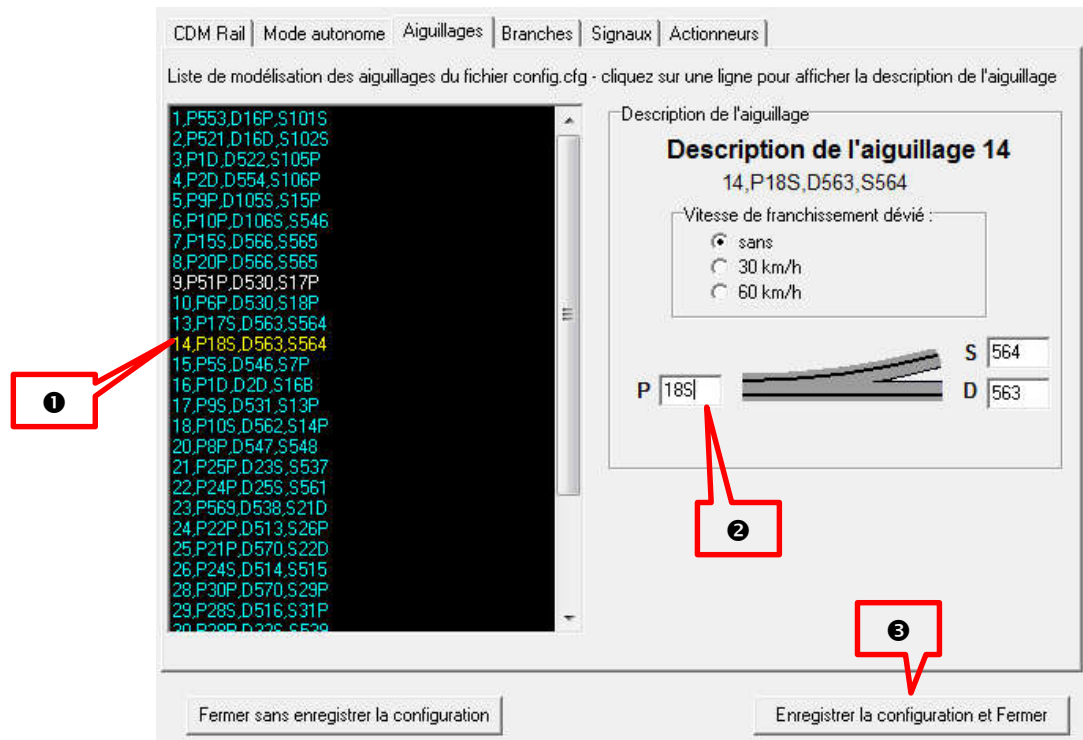 CDM Rail Mode autonome Aiguillages Branches Signaux Actionneurs
Liste de modélisation des aiguillages du fichier config.cfg - cliquez sur une ligne pour afficher la description de l'aiguillage
1,P553,D16P,S101S
2,P521,D16D,S102S
3,P1D,D522,S105P
4,P2D,D554,S106P
5,P9P,D105S,S15P
6,P10P,D106S,S546
7,P15S,D566,S565
8,P20P,D566,S565
9,P51P,D530,S17P
10,P6P,D530,S18P
13,P17S,D563,S564
14,P18S,D563,S564
15,P5S,D546,S7P
16,P1D,D2D,S16B
17,P9S,D531,S13P
18,P10S,D562,S14P
20,P8P,D547,S548
21,P25P,D23S,S537
22,P24P,D25S,S561
23,P569,D538,S21D
24,P22P,D513,S26P
25,P21P,D570,S22D
26,P24S,D514,S515
28,P30P,D570,S29P
29,P28S,D516,S31P
Description de l'aiguillage
Description de l'aiguillage 14
14,P18S,D563,S564
Vitesse de franchissement dévié :
sans
30 km/h
60 km/h
S 564
P 18S
D 563
❶
❷
❸
Fermer sans enregistrer la configuration
Enregistrer la configuration et Fermer